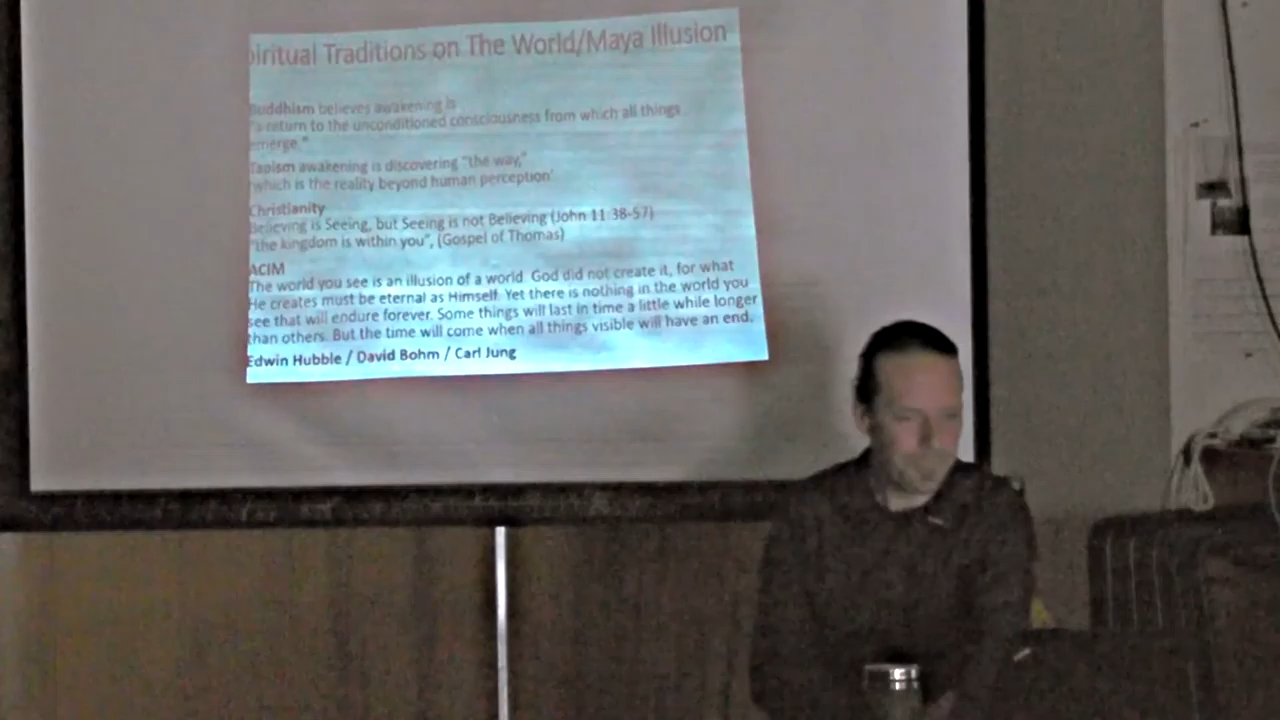 iritual Traditions on The World/Maya Illusion
Buddhism believes awakening is
"a return to the unconditioned consciousness from which all things
emerge."
Taoism awakening is discovering "the way,"
"which is the reality beyond human perception'
Christianity
Believing is Seeing, but Seeing is not Believing (John 11:38-57)
"the kingdom is within you", (Gospel of Thomas)
ACIM
The world you see is an illusion of a world. God did not create it, for what
He creates must be eternal as Himself. Yet there is nothing in the world you
see that will endure forever. Some things will last in time a little while longer
than others. But the time will come when all things visible will have an end.
Edwin Hubble / David Bohm / Carl Jung